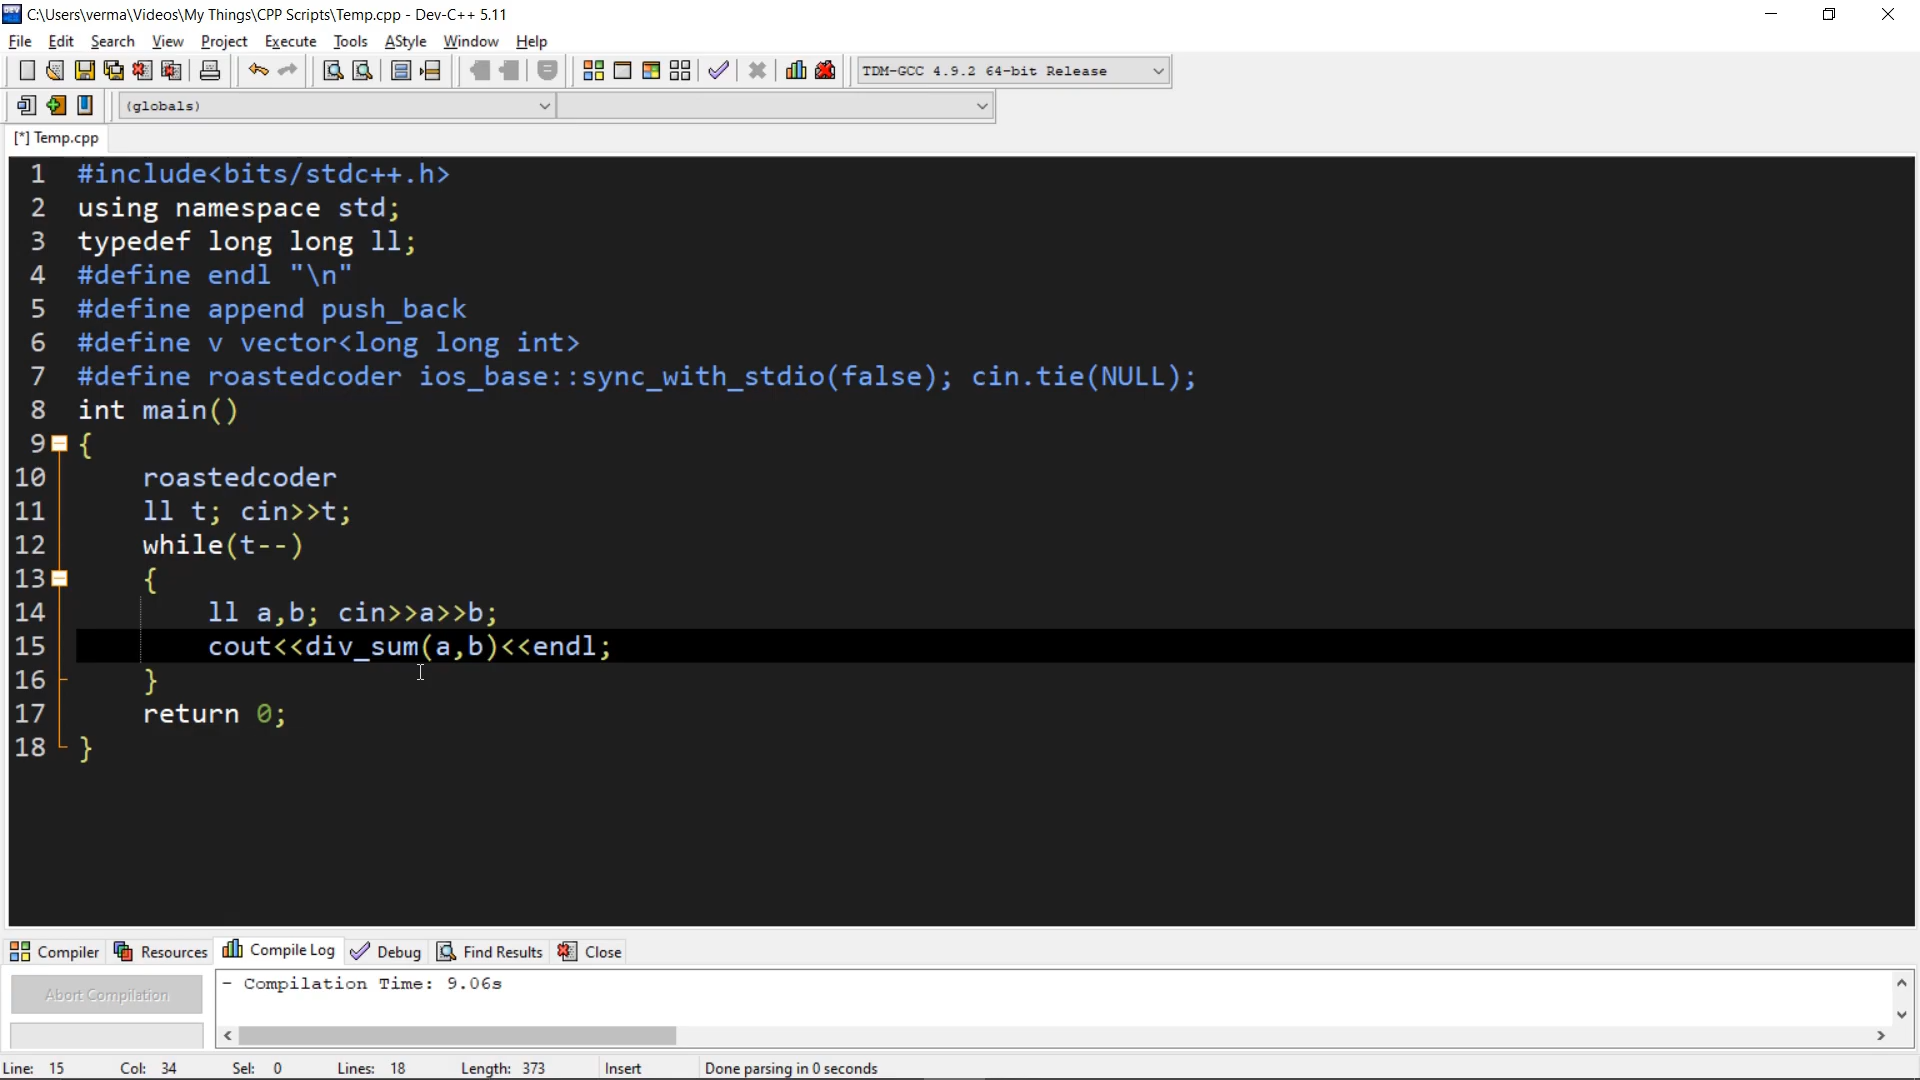 C:\Users\verma\Videos\My Things\CPP Scripts\Temp.cpp - Dev-C++ 5.11
File Edit Search View Project Execute Tools AStyle Window Help
TDM-GCC 4.9.2 64-bit Release
(globals)
[*] Temp.cpp
1 #include<bits/stdc++.h>
2 using namespace std;
3 typedef long long ll;
4 #define endl "\n"
5 #define append push_back
6 #define v vector<long long int>
7 #define roastedcoder ios_base::sync_with_stdio(false); cin.tie(NULL);
8 int main()
9 {
10 roastedcoder
11 ll t; cin>>t;
12 while(t--)
13 {
14 ll a,b; cin>>a>>b;
15 cout<<div_sum(a,b)<<endl;
16 }
17 return 0;
18 }
Compiler Resources Compile Log Debug Find Results Close
Abort Compilation
- Compilation Time: 9.06s
Line: 15 Col: 34 Sel: 0 Lines: 18 Length: 373 Insert Done parsing in 0 seconds